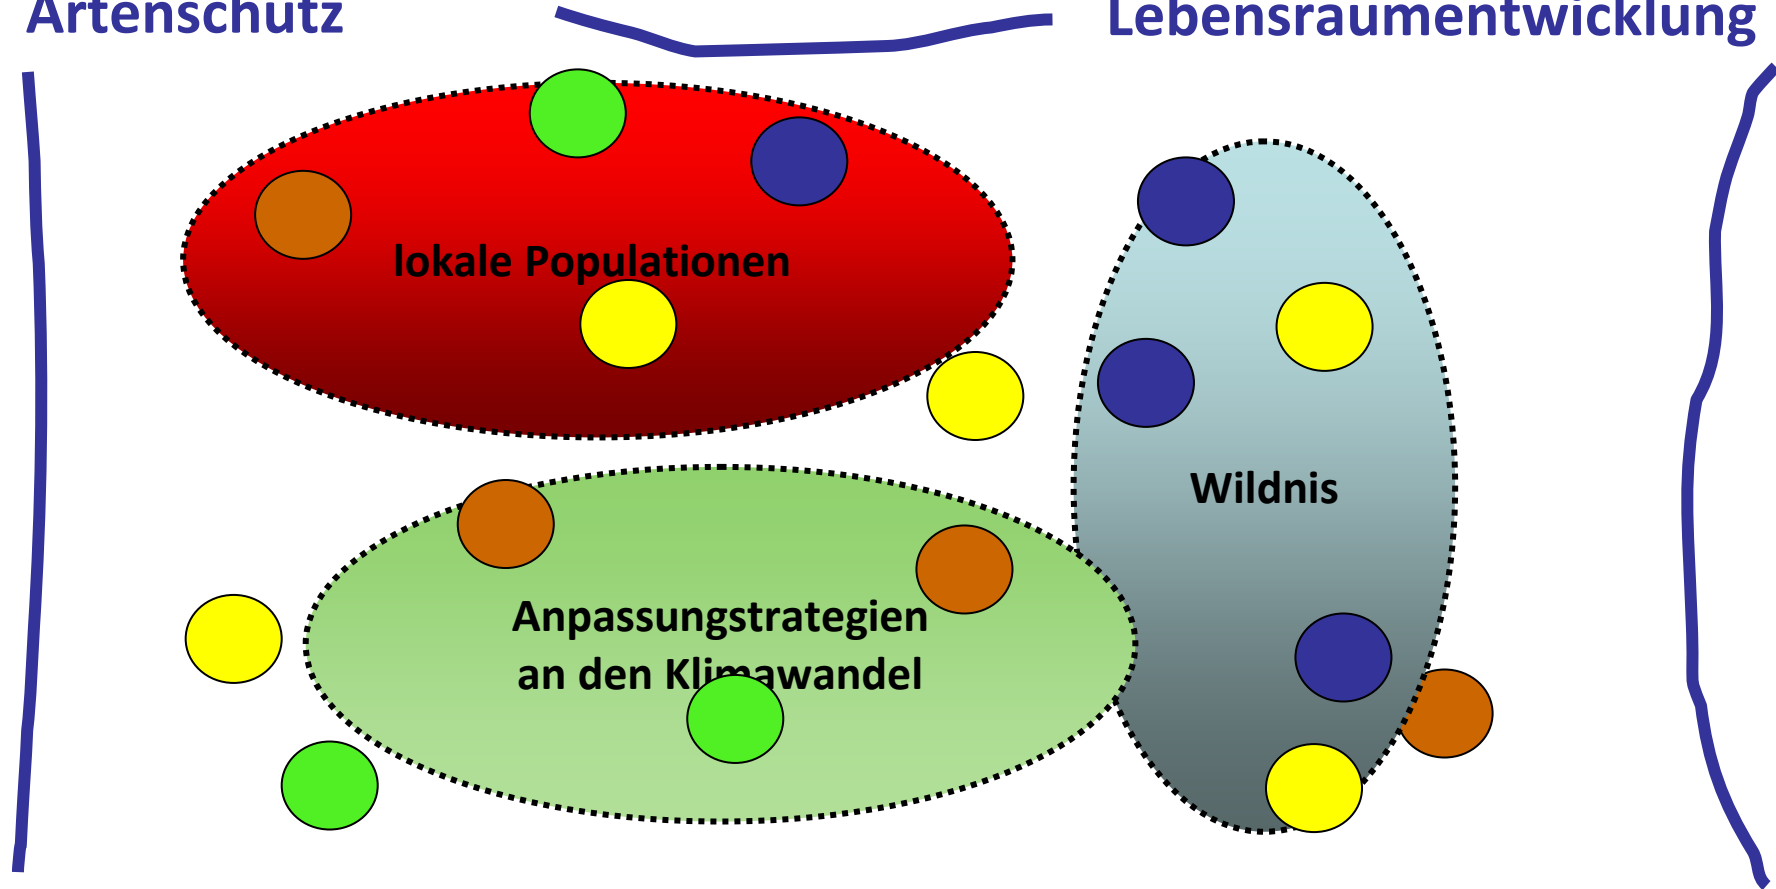 Artenschutz
Lebensraumentwicklung
lokale Populationen
Wildnis
Anpassungstrategien
an den Klimawandel